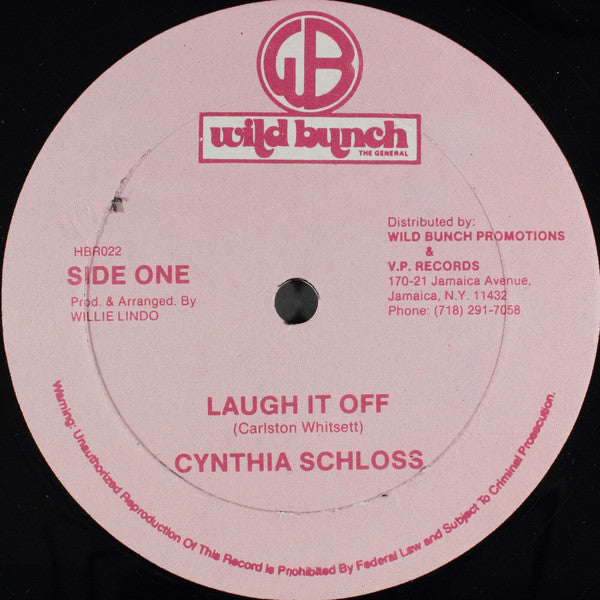 WB
wild bunch
THE GENERAL
HBR022
SIDE ONE
Prod. & Arranged. By
WILLIE LINDO
Distributed by:
WILD BUNCH PROMOTIONS
&
V.P. RECORDS
170-21 Jamaica Avenue,
Jamaica, N.Y. 11432
Phone: (718) 291-7058
LAUGH IT OFF
(Carlston Whitsett)
CYNTHIA SCHLOSS
Warning: Unauthorized Reproduction Of This Record Is Prohibited By Federal Law and Subject To Criminal Prosecution.